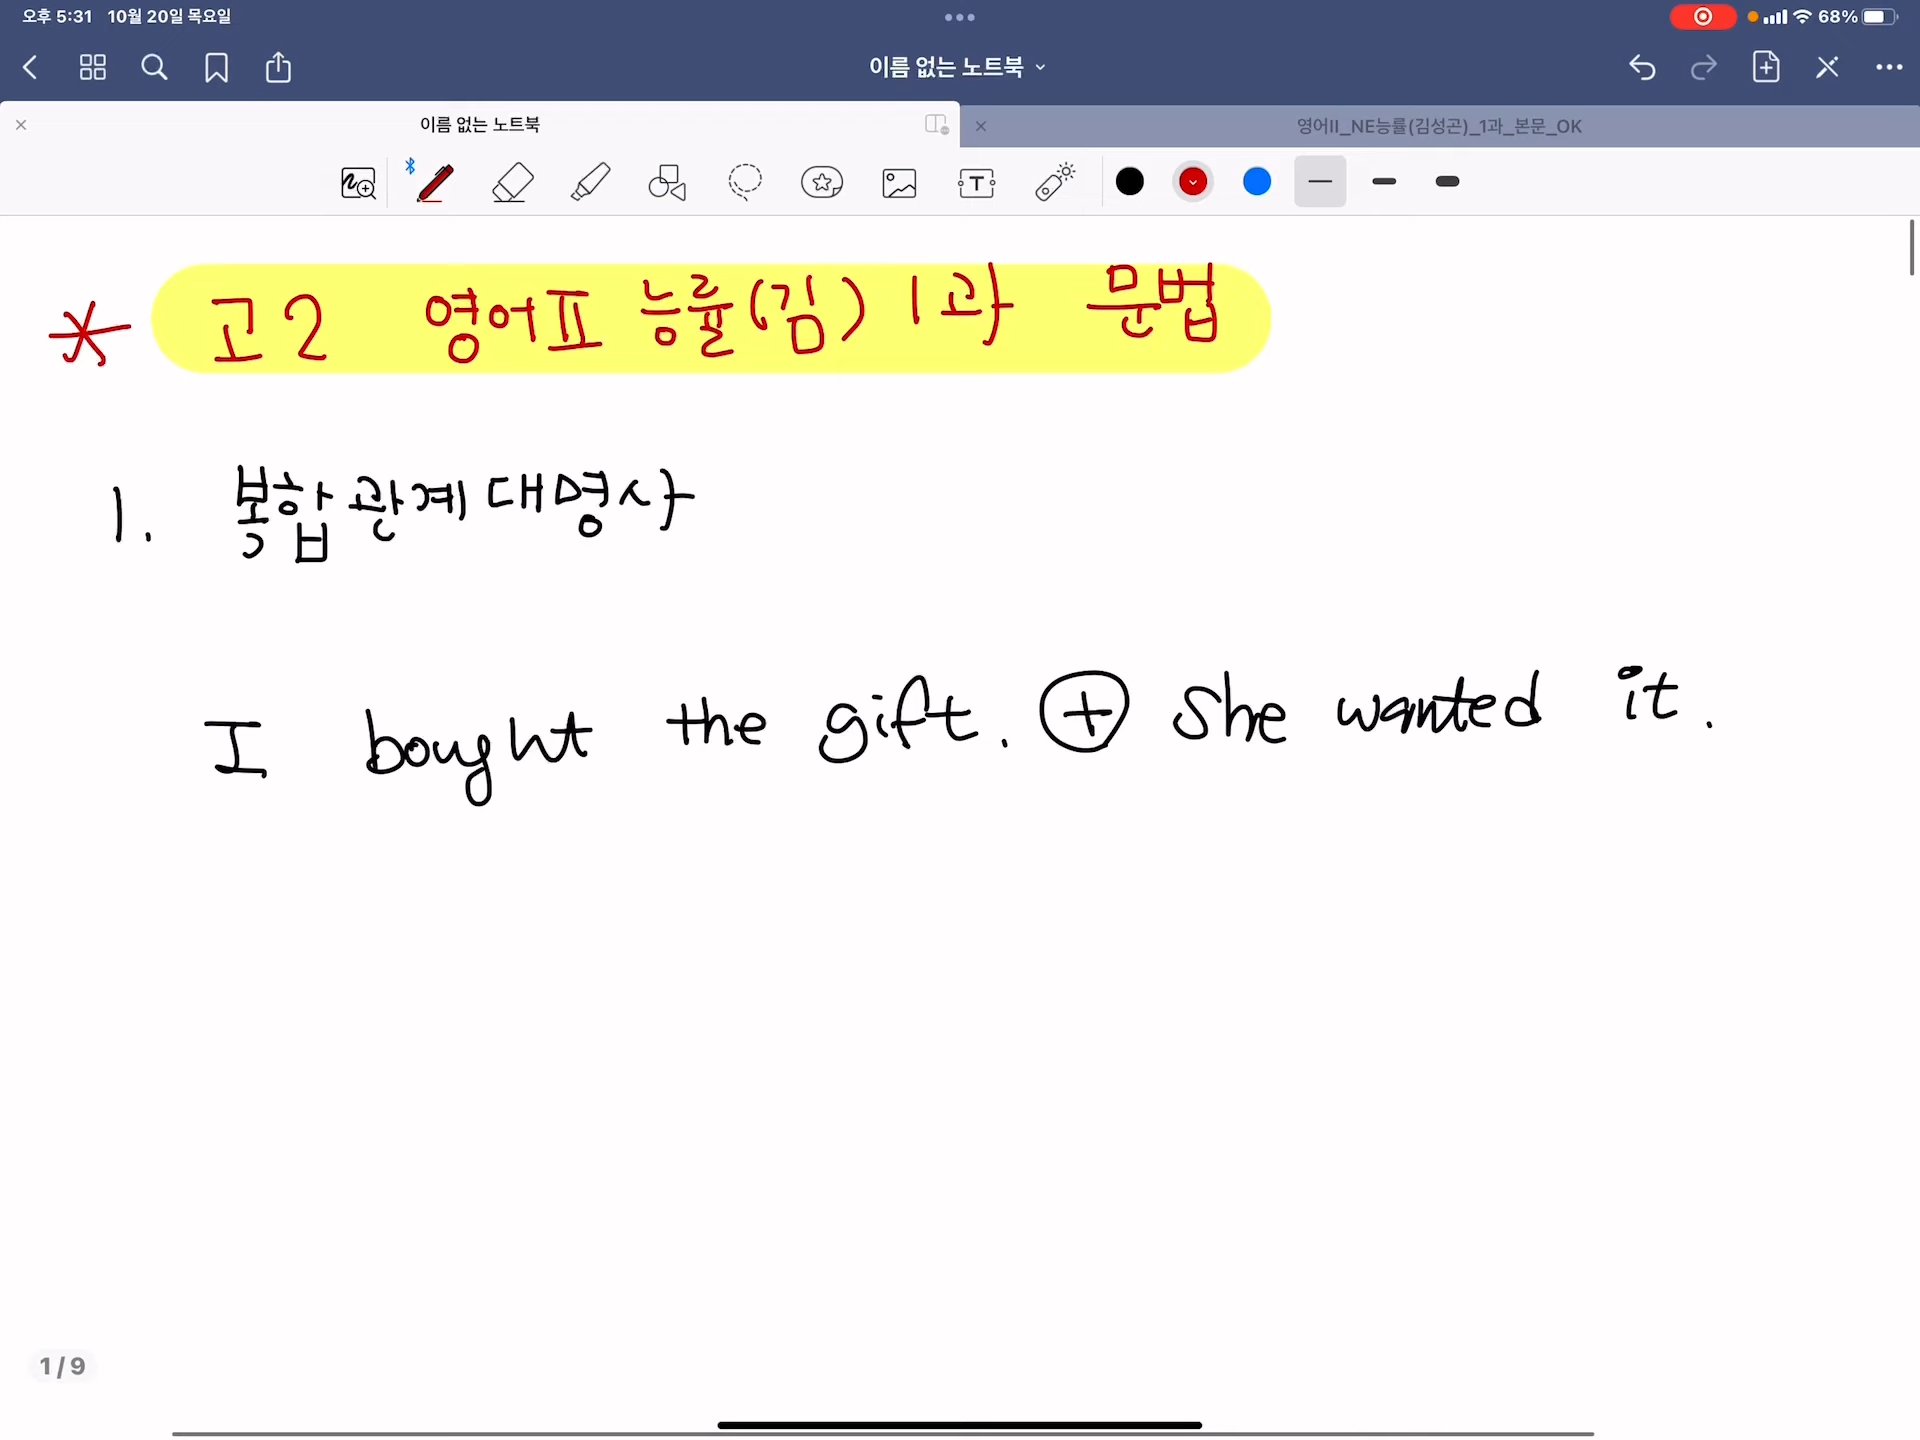 오후 5:31 10월 20일 목요일 68%
이름 없는 노트북
이름 없는 노트북 영어II_NE능률(김성곤)_1과_본문_OK
* 고2 영어Ⅱ 능률(김) 1과 문법
1. 복합관계대명사
I bought the gift. + She wanted it.
1/9